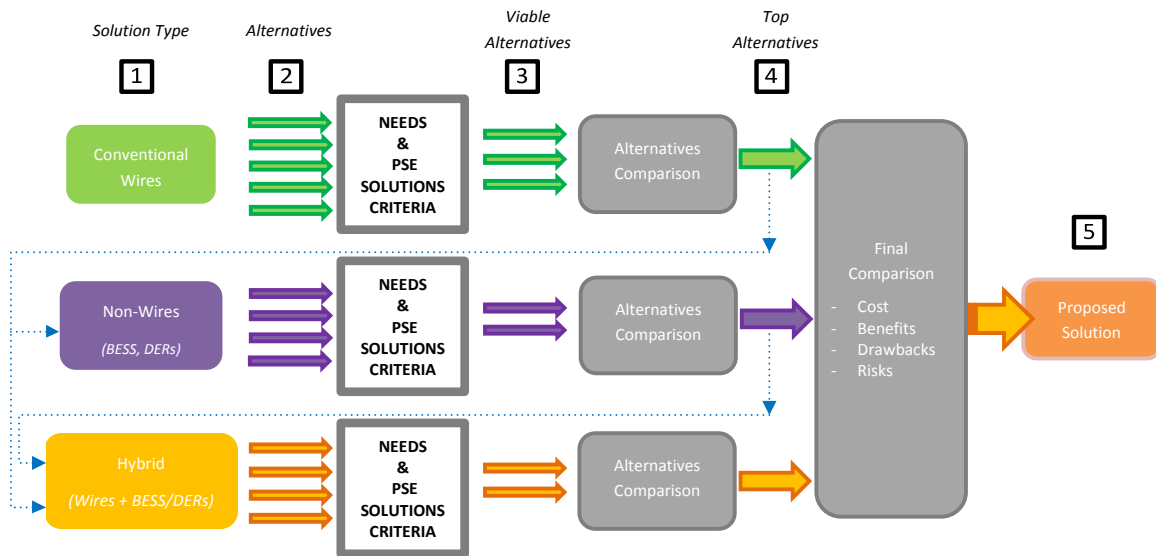 Solution Type
Alternatives
Viable
Alternatives
Top
Alternatives
1
2
3
4
Conventional
Wires
NEEDS
&
PSE
SOLUTIONS
CRITERIA
Alternatives
Comparison
Non-Wires
(BESS, DERs)
NEEDS
&
PSE
SOLUTIONS
CRITERIA
Alternatives
Comparison
Hybrid
(Wires + BESS/DERs)
NEEDS
&
PSE
SOLUTIONS
CRITERIA
Alternatives
Comparison
Final
Comparison
- Cost
- Benefits
- Drawbacks
- Risks
5
Proposed
Solution